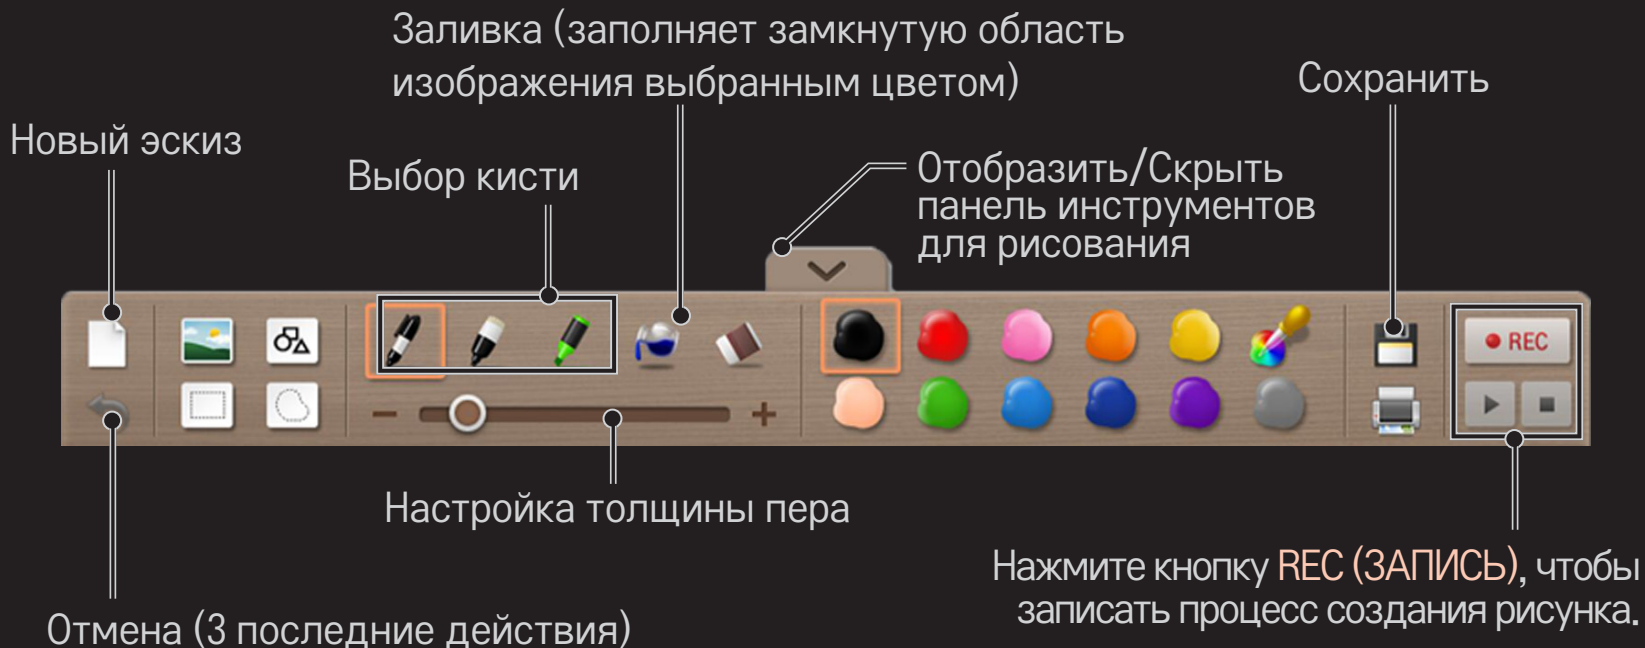 Заливка (заполняет замкнутую область
изображения выбранным цветом)
Сохранить
Новый эскиз
Выбор кисти
Отобразить/Скрыть
панель инструментов
для рисования
REC
Настройка толщины пера
Нажмите кнопку REC (ЗАПИСЬ), чтобы
записать процесс создания рисунка.
Отмена (3 последние действия)